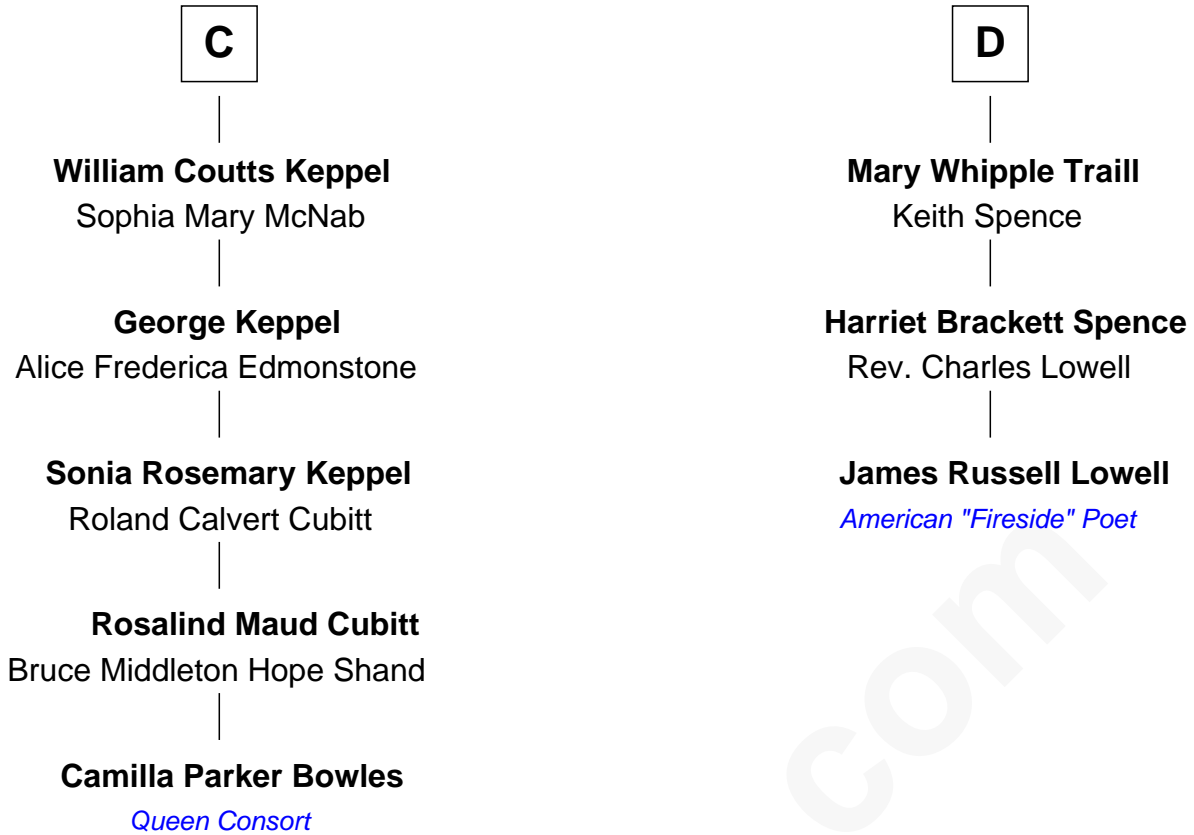 C
William Coutts Keppel
Sophia Mary McNab
George Keppel
Alice Frederica Edmonstone
Sonia Rosemary Keppel
Roland Calvert Cubitt
Rosalind Maud Cubitt
Bruce Middleton Hope Shand
Camilla Parker Bowles
Queen Consort
D
Mary Whipple Traill
Keith Spence
Harriet Brackett Spence
Rev. Charles Lowell
James Russell Lowell
American "Fireside" Poet
com